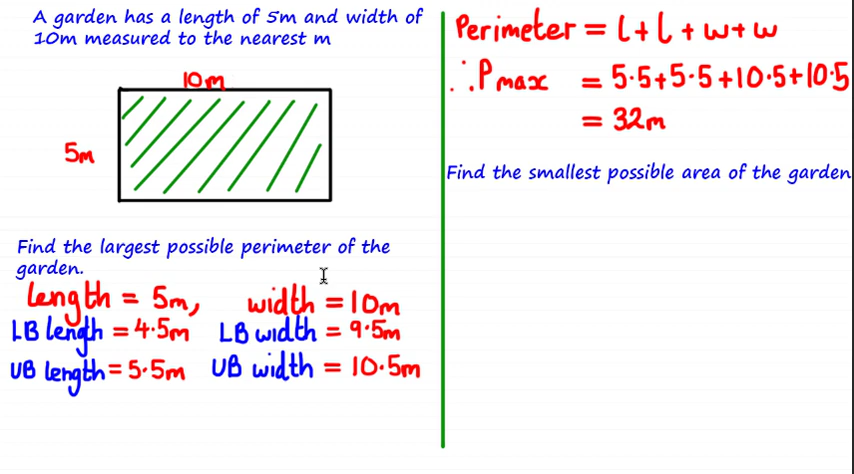 A garden has a length of 5m and width of
10m measured to the nearest m
10m
5m
Find the largest possible perimeter of the
garden.
length = 5m, width = 10m
LB length = 4.5m LB width = 9.5m
UB length = 5.5m UB width = 10.5m
Perimeter = l + l + w + w
∴ Pmax = 5.5 + 5.5 + 10.5 + 10.5
= 32m
Find the smallest possible area of the garden